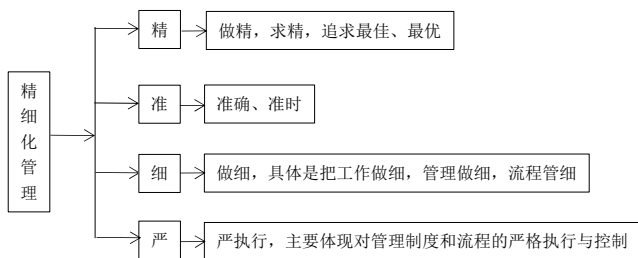 精细化管理
精
做精，求精，追求最佳、最优
准
准确、准时
细
做细，具体是把工作做细，管理做细，流程管细
严
严执行，主要体现对管理制度和流程的严格执行与控制